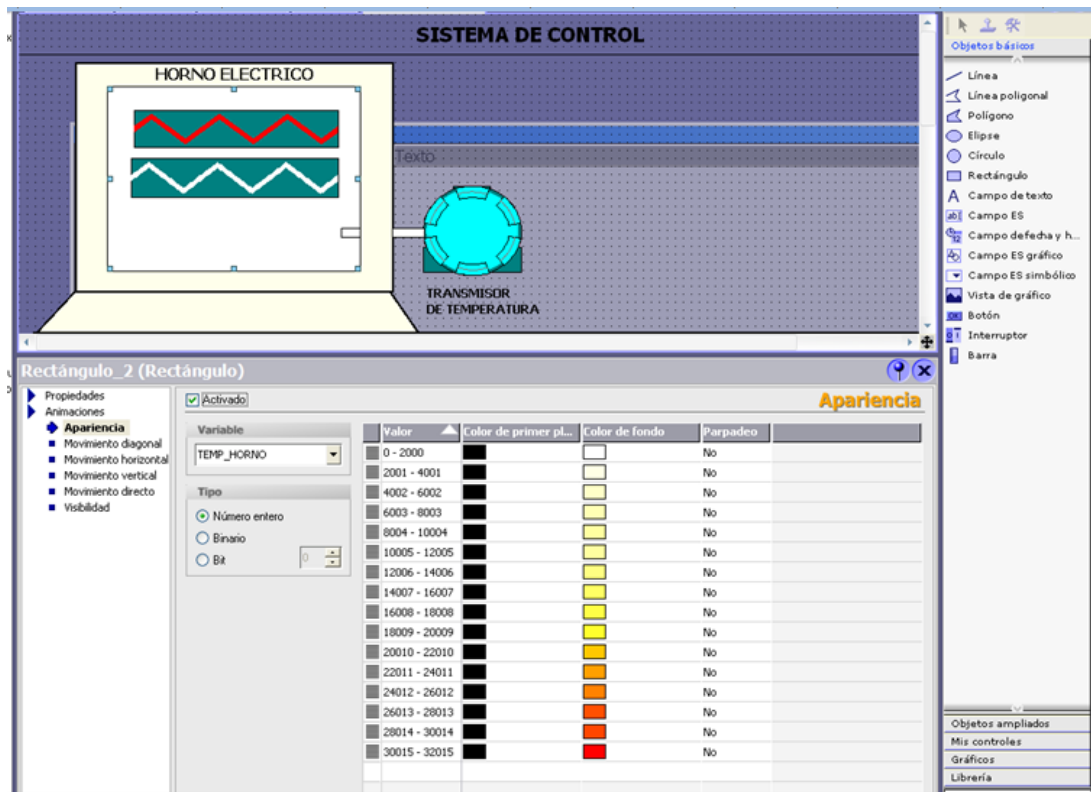 SISTEMA DE CONTROL
HORNO ELECTRICO
Texto
TRANSMISOR
DE TEMPERATURA
Objetos básicos
Línea
Línea poligonal
Polígono
Elipse
Círculo
Rectángulo
A Campo de texto
Campo ES
Campo defecha y h...
Campo ES gráfico
Campo ES simbólico
Vista de gráfico
Botón
Interruptor
Barra
Objetos ampliados
Mis controles
Gráficos
Librería
Rectángulo_2 (Rectángulo)
Propiedades
Animaciones
Apariencia
Movimiento diagonal
Movimiento horizontal
Movimiento vertical
Movimiento directo
Visibilidad
Activado
Apariencia
Variable
TEMP_HORNO
Tipo
Número entero
Binario
Bit 0
Valor Color de primer pl... Color de fondo Parpadeo
0 - 2000 No
2001 - 4001 No
4002 - 6002 No
6003 - 8003 No
8004 - 10004 No
10005 - 12005 No
12006 - 14006 No
14007 - 16007 No
16008 - 18008 No
18009 - 20009 No
20010 - 22010 No
22011 - 24011 No
24012 - 26012 No
26013 - 28013 No
28014 - 30014 No
30015 - 32015 No